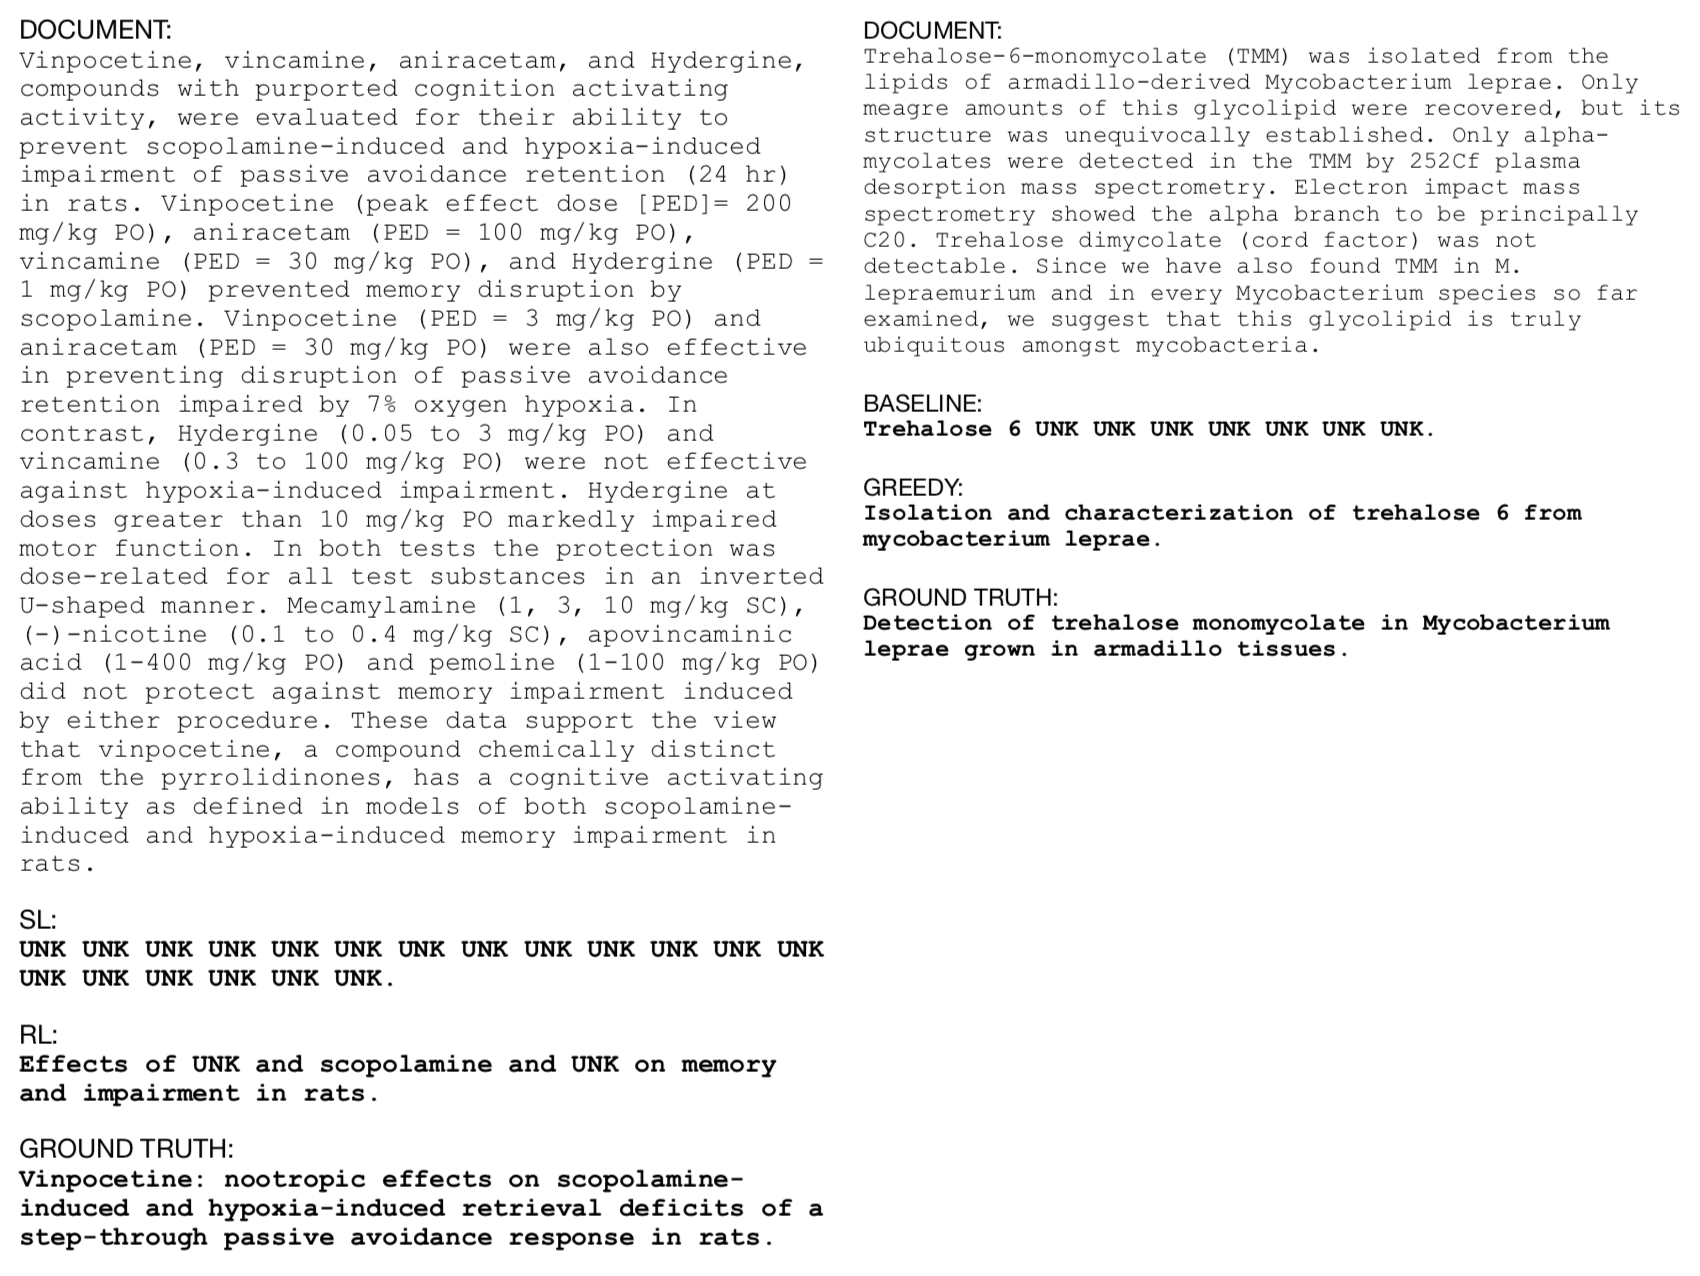 DOCUMENT:
Vinpocetine, vincamine, aniracetam, and Hydergine,
compounds with purported cognition activating
activity, were evaluated for their ability to
prevent scopolamine-induced and hypoxia-induced
impairment of passive avoidance retention (24 hr)
in rats. Vinpocetine (peak effect dose [PED]= 200
mg/kg PO), aniracetam (PED = 100 mg/kg PO),
vincamine (PED = 30 mg/kg PO), and Hydergine (PED =
1 mg/kg PO) prevented memory disruption by
scopolamine. Vinpocetine (PED = 3 mg/kg PO) and
aniracetam (PED = 30 mg/kg PO) were also effective
in preventing disruption of passive avoidance
retention impaired by 7% oxygen hypoxia. In
contrast, Hydergine (0.05 to 3 mg/kg PO) and
vincamine (0.3 to 100 mg/kg PO) were not effective
against hypoxia-induced impairment. Hydergine at
doses greater than 10 mg/kg PO markedly impaired
motor function. In both tests the protection was
dose-related for all test substances in an inverted
U-shaped manner. Mecamylamine (1, 3, 10 mg/kg SC),
(-)-nicotine (0.1 to 0.4 mg/kg SC), apovincaminic
acid (1-400 mg/kg PO) and pemoline (1-100 mg/kg PO)
did not protect against memory impairment induced
by either procedure. These data support the view
that vinpocetine, a compound chemically distinct
from the pyrrolidinones, has a cognitive activating
ability as defined in models of both scopolamine-
induced and hypoxia-induced memory impairment in
rats.
SL:
UNK UNK UNK UNK UNK UNK UNK UNK UNK UNK UNK UNK UNK
UNK UNK UNK UNK UNK UNK.
RL:
Effects of UNK and scopolamine and UNK on memory
and impairment in rats.
GROUND TRUTH:
Vinpocetine: nootropic effects on scopolamine-
induced and hypoxia-induced retrieval deficits of a
step-through passive avoidance response in rats.
DOCUMENT:
Trehalose-6-monomycolate (TMM) was isolated from the
lipids of armadillo-derived Mycobacterium leprae. Only
meagre amounts of this glycolipid were recovered, but its
structure was unequivocally established. Only alpha-
mycolates were detected in the TMM by 252Cf plasma
desorption mass spectrometry. Electron impact mass
spectrometry showed the alpha branch to be principally
C20. Trehalose dimycolate (cord factor) was not
detectable. Since we have also found TMM in M.
lepraemurium and in every Mycobacterium species so far
examined, we suggest that this glycolipid is truly
ubiquitous amongst mycobacteria.
BASELINE:
Trehalose 6 UNK UNK UNK UNK UNK UNK UNK.
GREEDY:
Isolation and characterization of trehalose 6 from
mycobacterium leprae.
GROUND TRUTH:
Detection of trehalose monomycolate in Mycobacterium
leprae grown in armadillo tissues.